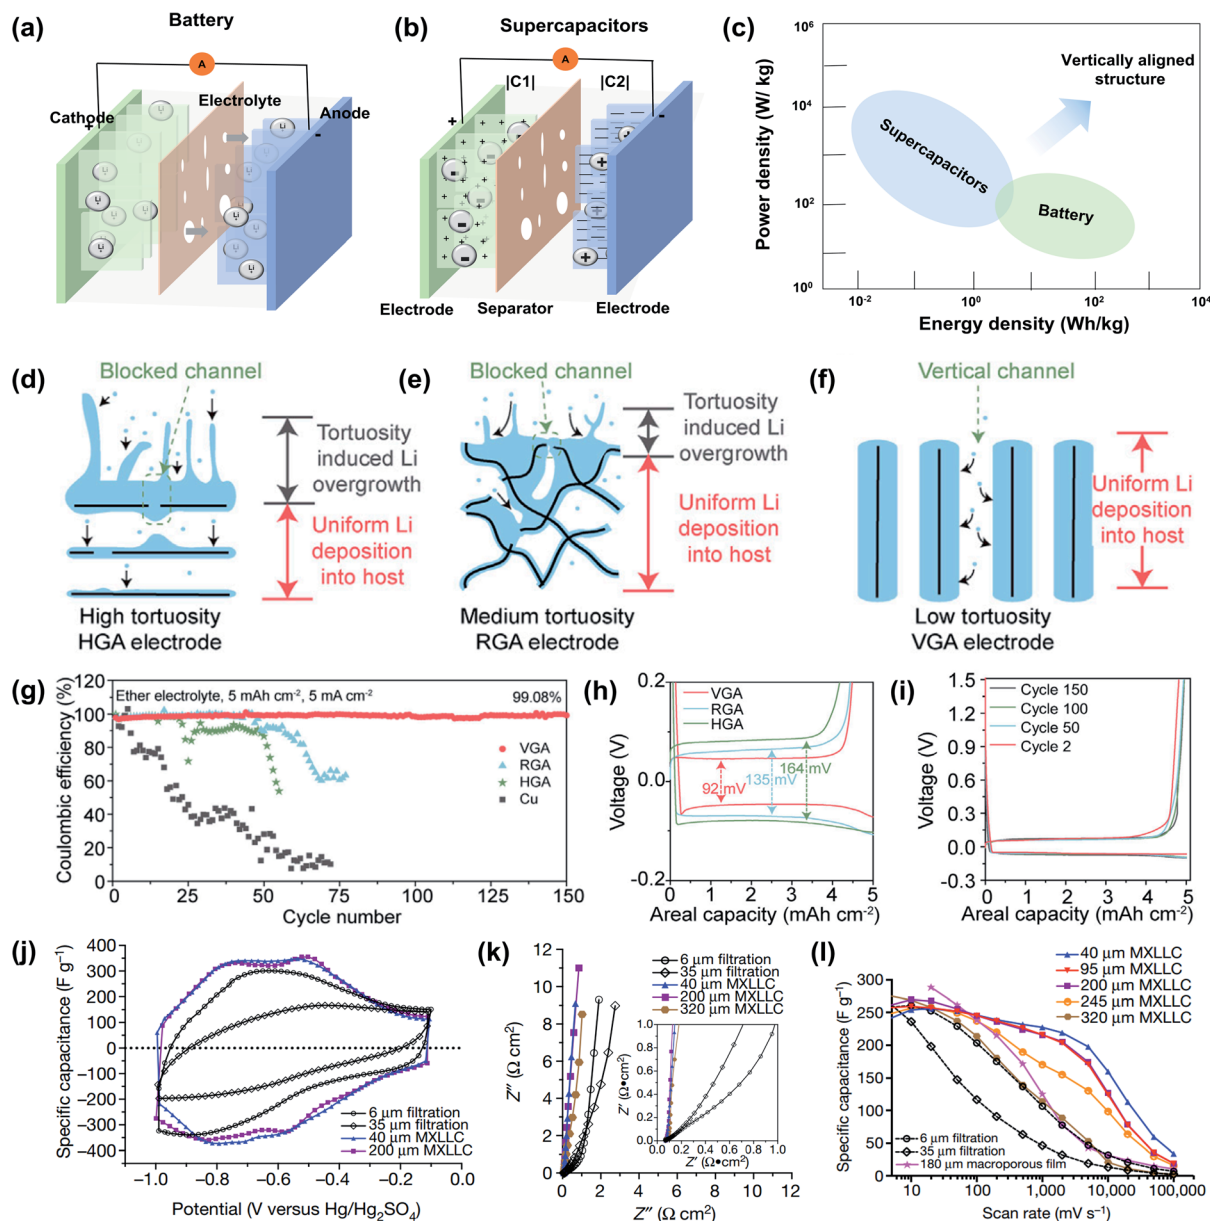 (a)
Battery
A
Electrolyte
Cathode
Anode
+
-
Li
(b)
Supercapacitors
A
|C1|
|C2|
+
-
Electrode
Separator
Electrode
(c)
Power density (W/ kg)
10⁶
10⁴
10²
10⁰
Vertically aligned
structure
Supercapacitors
Battery
10⁻²
10⁰
10²
10⁴
Energy density (Wh/kg)
(d)
Blocked channel
Tortuosity
induced Li
overgrowth
Uniform Li
deposition
into host
High tortuosity
HGA electrode
(e)
Blocked channel
Tortuosity
induced Li
overgrowth
Uniform Li
deposition
into host
Medium tortuosity
RGA electrode
(f)
Vertical channel
Uniform Li
deposition
into host
Low tortuosity
VGA electrode
(g)
Coulombic efficiency (%)
120
100
80
60
40
20
0
Ether electrolyte, 5 mAh cm⁻², 5 mA cm⁻²
99.08%
VGA
RGA
HGA
Cu
0 25 50 75 100 125 150
Cycle number
(h)
Voltage (V)
0.2
0.0
-0.2
VGA
RGA
HGA
92 mV
135 mV
164 mV
0 1 2 3 4 5
Areal capacity (mAh cm⁻²)
(i)
Voltage (V)
1.5
1.2
0.9
0.6
0.3
0.0
-0.3
Cycle 150
Cycle 100
Cycle 50
Cycle 2
0 1 2 3 4 5
Areal capacity (mAh cm⁻²)
(j)
Specific capacitance (F g⁻¹)
400
300
200
100
0
−100
−200
−300
−400
6 μm filtration
35 μm filtration
40 μm MXLLC
200 μm MXLLC
−1.0 −0.8 −0.6 −0.4 −0.2 0.0
Potential (V versus Hg/Hg₂SO₄)
(k)
Z″ (Ω cm²)
12
10
8
6
4
2
0
6 μm filtration
35 μm filtration
40 μm MXLLC
200 μm MXLLC
320 μm MXLLC
Z′ (Ω•cm²)
1.0
0.8
0.6
0.4
0.2
0.0
0.2 0.4 0.6 0.8 1.0
Z′ (Ω•cm²)
0 2 4 6 8 10 12
Z″ (Ω cm²)
(l)
Specific capacitance (F g⁻¹)
300
250
200
150
100
50
0
40 μm MXLLC
95 μm MXLLC
200 μm MXLLC
245 μm MXLLC
320 μm MXLLC
6 μm filtration
35 μm filtration
180 μm macroporous film
10 100 1,000 10,000 100,000
Scan rate (mV s⁻¹)